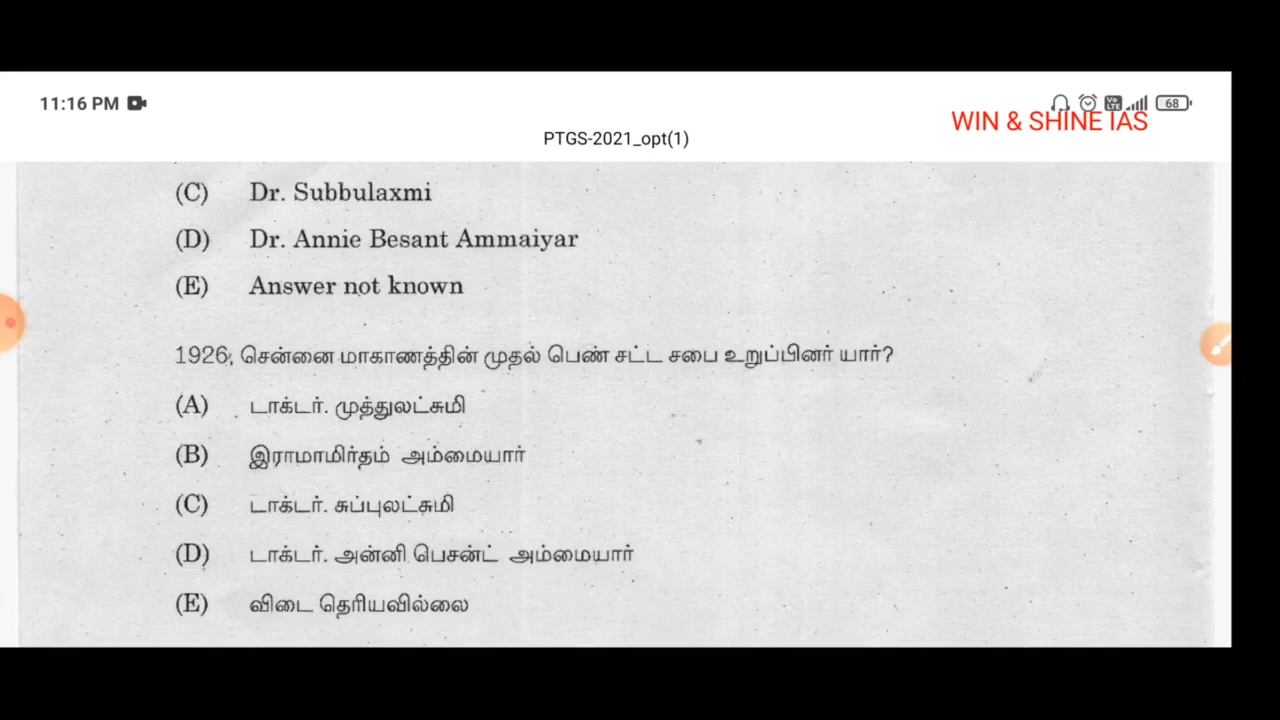 11:16 PM
Vo LTE 68
WIN & SHINE IAS
PTGS-2021_opt(1)
(C) Dr. Subbulaxmi
(D) Dr. Annie Besant Ammaiyar
(E) Answer not known
1926, சென்னை மாகாணத்தின் முதல் பெண் சட்ட சபை உறுப்பினர் யார்?
(A) டாக்டர். முத்துலட்சுமி
(B) இராமாமிர்தம் அம்மையார்
(C) டாக்டர். சுப்புலட்சுமி
(D) டாக்டர். அன்னி பெசன்ட் அம்மையார்
(E) விடை தெரியவில்லை